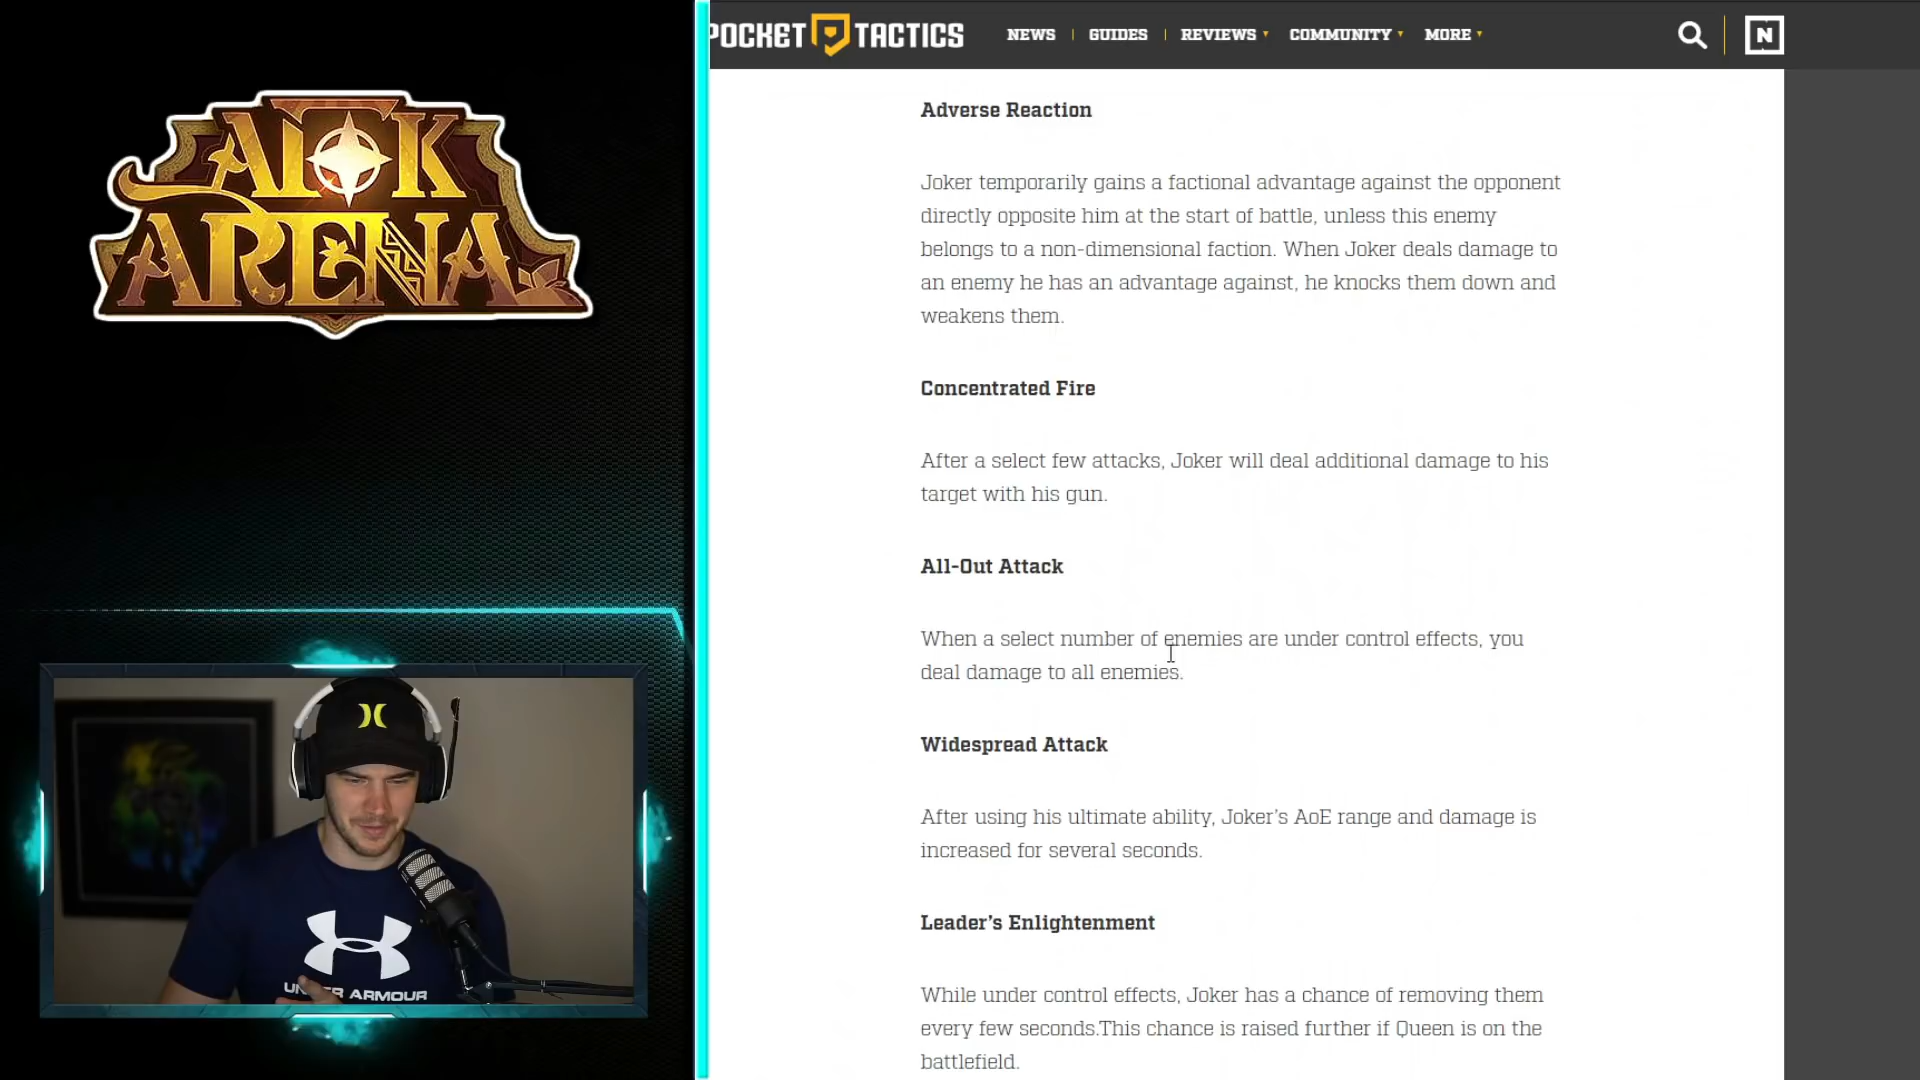 AFK
ARENA
POCKET TACTICS
NEWS
GUIDES
REVIEWS
COMMUNITY
MORE
N
Adverse Reaction
Joker temporarily gains a factional advantage against the opponent
directly opposite him at the start of battle, unless this enemy
belongs to a non-dimensional faction. When Joker deals damage to
an enemy he has an advantage against, he knocks them down and
weakens them.
Concentrated Fire
After a select few attacks, Joker will deal additional damage to his
target with his gun.
All-Out Attack
When a select number of enemies are under control effects, you
deal damage to all enemies.
Widespread Attack
After using his ultimate ability, Joker’s AoE range and damage is
increased for several seconds.
Leader’s Enlightenment
While under control effects, Joker has a chance of removing them
every few seconds.This chance is raised further if Queen is on the
battlefield.
UNDER ARMOUR